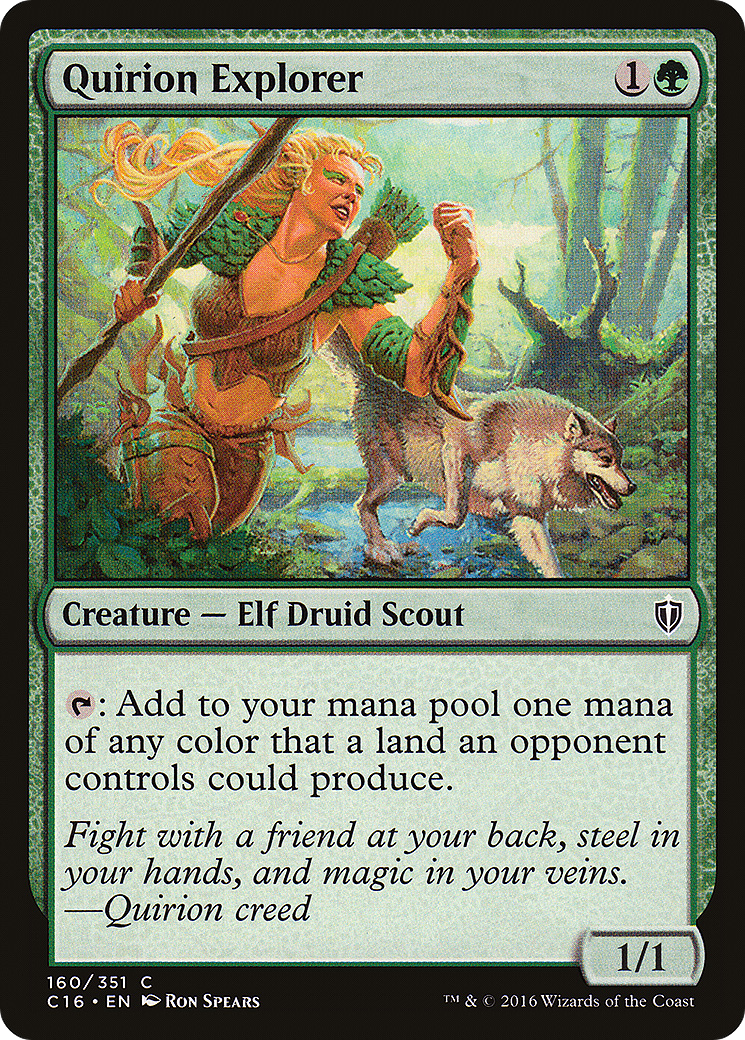 Quirion Explorer 1
Creature — Elf Druid Scout
: Add to your mana pool one mana
of any color that a land an opponent
controls could produce.
Fight with a friend at your back, steel in
your hands, and magic in your veins.
—Quirion creed
1/1
160/351 C
C16 • EN Ron Spears
™ & © 2016 Wizards of the Coast